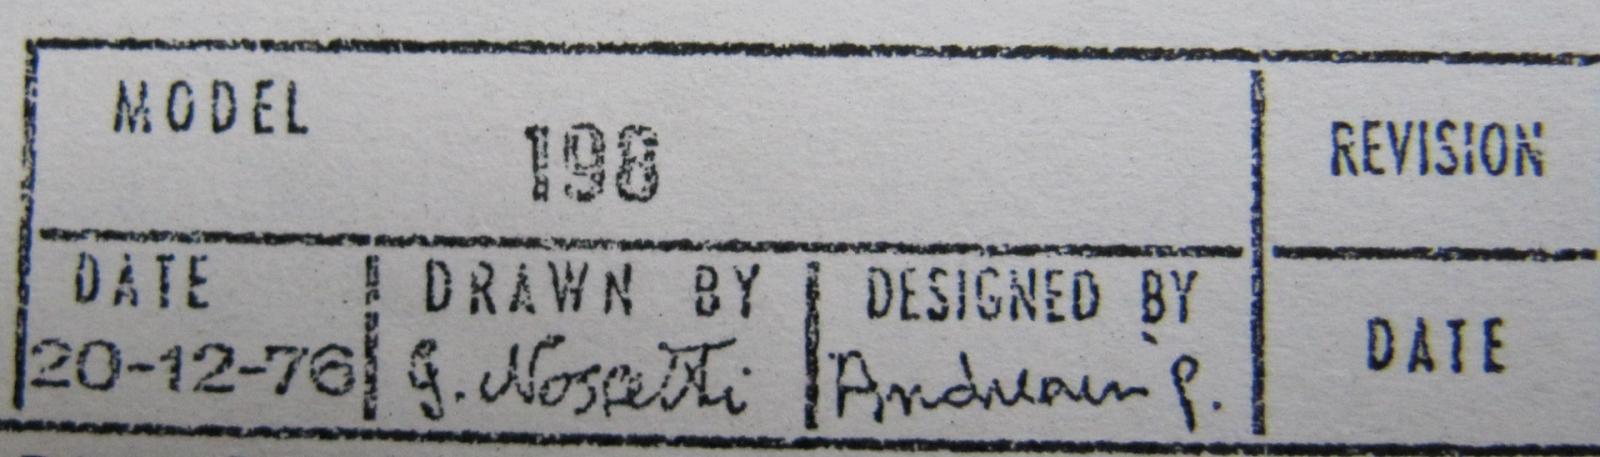 MODEL 198
REVISION
DATE DRAWN BY DESIGNED BY
DATE
20-12-76 G. Nosetti P.